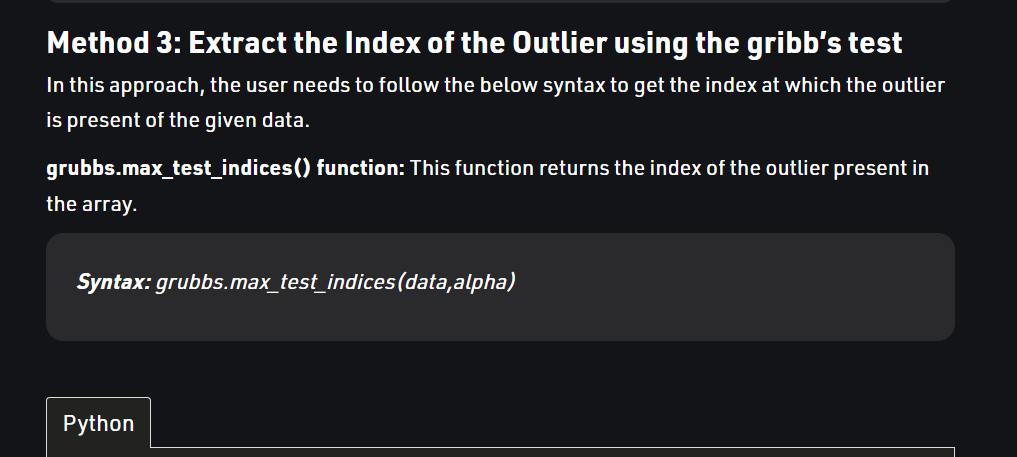 Method 3: Extract the Index of the Outlier using the gribb’s test
In this approach, the user needs to follow the below syntax to get the index at which the outlier
is present of the given data.
grubbs.max_test_indices() function: This function returns the index of the outlier present in
the array.
Syntax: grubbs.max_test_indices(data,alpha)
Python